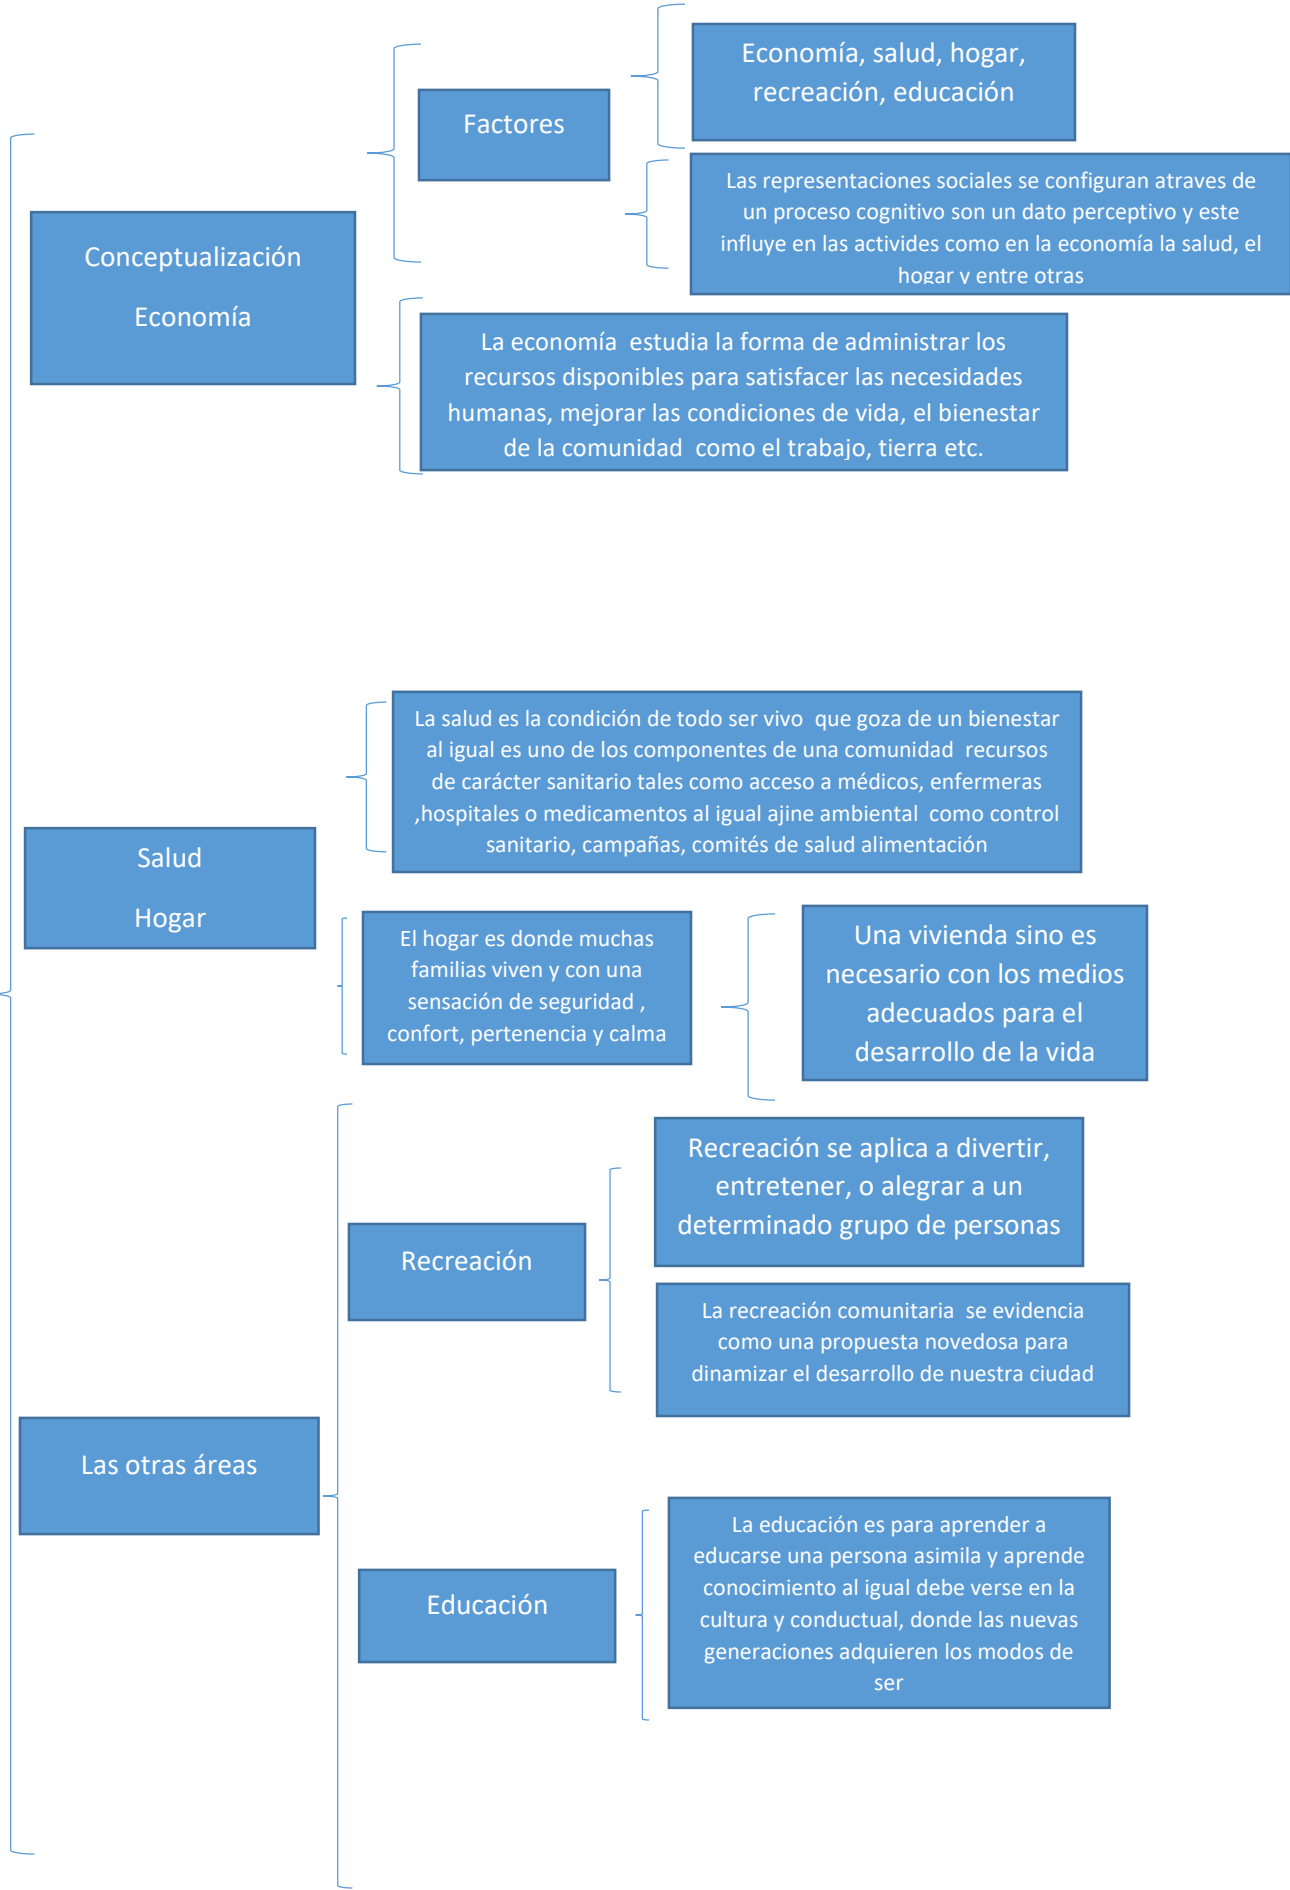 Conceptualización
Economía
Factores
Economía, salud, hogar,
recreación, educación
Las representaciones sociales se configuran atraves de
un proceso cognitivo son un dato perceptivo y este
influye en las activides como en la economía la salud, el
hogar y entre otras
La economía  estudia la forma de administrar los
recursos disponibles para satisfacer las necesidades
humanas, mejorar las condiciones de vida, el bienestar
de la comunidad  como el trabajo, tierra etc.
Salud
Hogar
La salud es la condición de todo ser vivo  que goza de un bienestar
al igual es uno de los componentes de una comunidad  recursos
de carácter sanitario tales como acceso a médicos, enfermeras
,hospitales o medicamentos al igual ajine ambiental  como control
sanitario, campañas, comités de salud alimentación
El hogar es donde muchas
familias viven y con una
sensación de seguridad ,
confort, pertenencia y calma
Una vivienda sino es
necesario con los medios
adecuados para el
desarrollo de la vida
Las otras áreas
Recreación
Recreación se aplica a divertir,
entretener, o alegrar a un
determinado grupo de personas
La recreación comunitaria  se evidencia
como una propuesta novedosa para
dinamizar el desarrollo de nuestra ciudad
Educación
La educación es para aprender a
educarse una persona asimila y aprende
conocimiento al igual debe verse en la
cultura y conductual, donde las nuevas
generaciones adquieren los modos de
ser